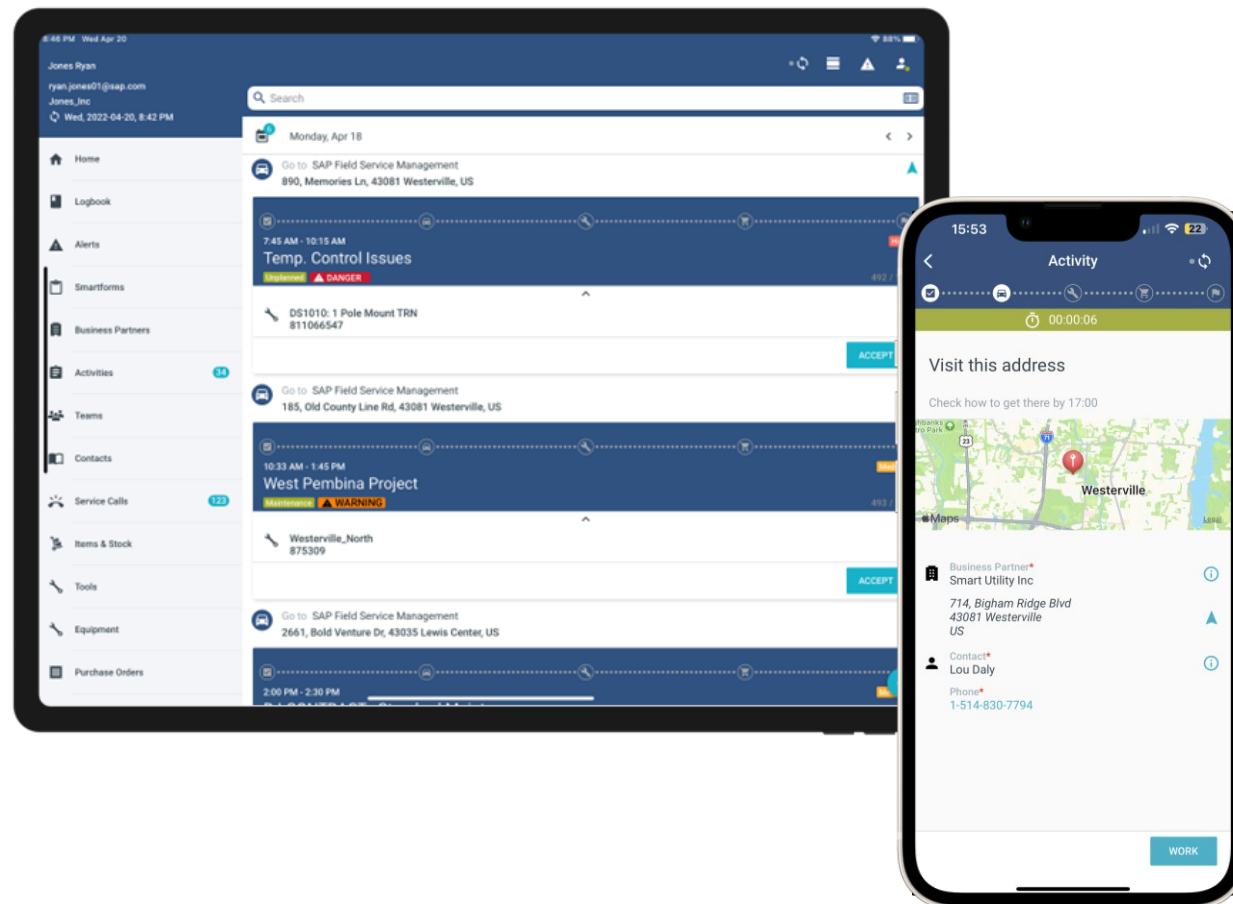 8:46 PM Wed Apr 20
88%
Jones Ryan
ryan.jones01@sap.com
Jones_Inc
Wed, 2022-04-20, 8:42 PM
Home
Logbook
Alerts
Smartforms
Business Partners
Activities 34
Teams
Contacts
Service Calls 123
Items & Stock
Tools
Equipment
Purchase Orders
Search
6
Monday, Apr 18
Go to SAP Field Service Management
890, Memories Ln, 43081 Westerville, US
7:45 AM - 10:15 AM
Temp. Control Issues
Unplanned DANGER
492 /
DS1010: 1 Pole Mount TRN
811066547
ACCEPT
Go to SAP Field Service Management
185, Old County Line Rd, 43081 Westerville, US
10:33 AM - 1:45 PM
West Pembina Project
Maintenance WARNING
493 /
Westerville_North
875309
ACCEPT
Go to SAP Field Service Management
2661, Bold Venture Dr, 43035 Lewis Center, US
2:00 PM - 2:30 PM
15:53
22
Activity
00:00:06
Visit this address
Check how to get there by 17:00
23
71
Westerville
Maps
Legal
Business Partner*
Smart Utility Inc
714, Bigham Ridge Blvd
43081 Westerville
US
Contact*
Lou Daly
Phone*
1-514-830-7794
WORK